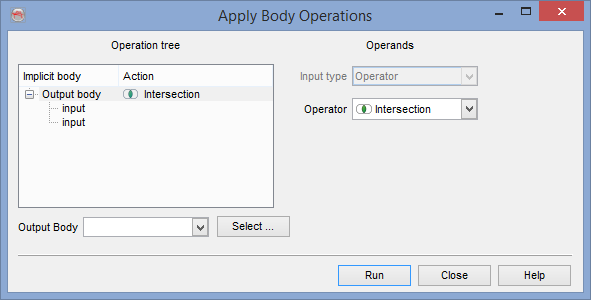 Apply Body Operations
Operation tree
Operands
Implicit body Action
Output body Intersection
input
input
Input type Operator
Operator Intersection
Output Body Select ...
Run Close Help